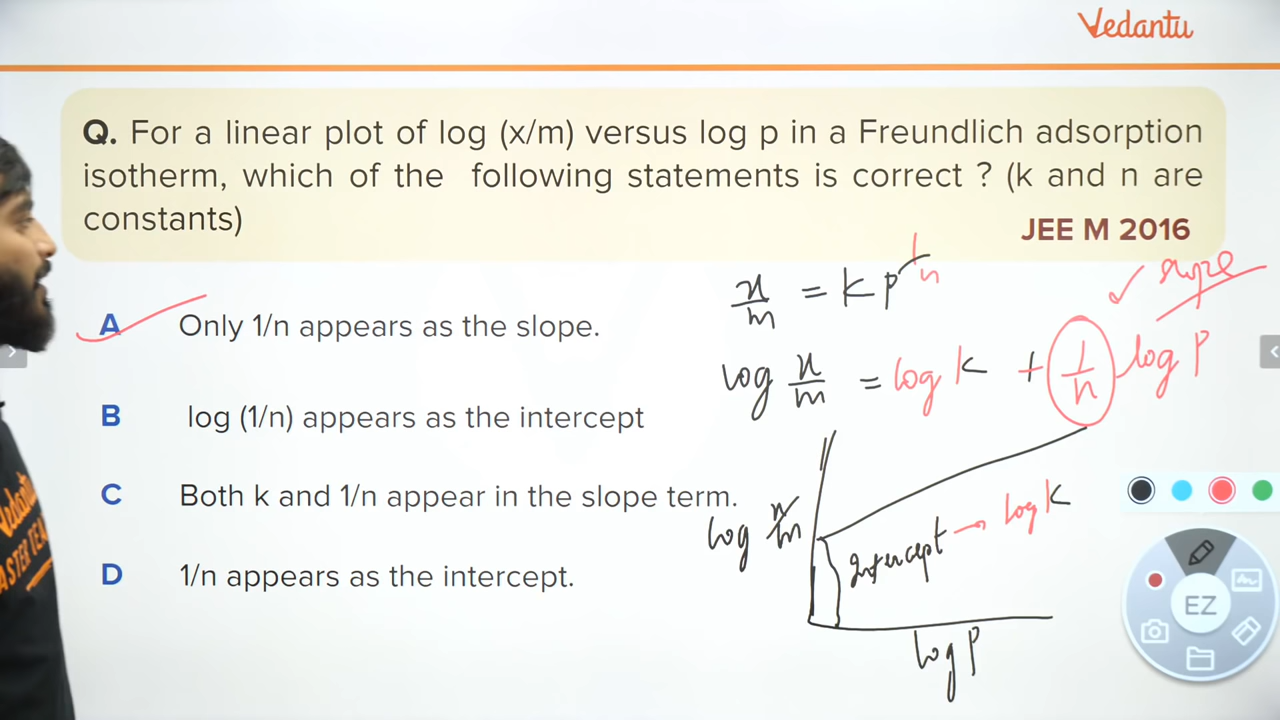 Vedantu
Q. For a linear plot of log (x/m) versus log p in a Freundlich adsorption
isotherm, which of the following statements is correct ? (k and n are
constants)
JEE M 2016
x/m = k p^1/n
✓ slope
A Only 1/n appears as the slope.
log x/m = log k + 1/n log P
B log (1/n) appears as the intercept
C Both k and 1/n appear in the slope term.
log x/m
Intercept → log k
D 1/n appears as the intercept.
log P
EZ
Vedantu
ASTER TEA